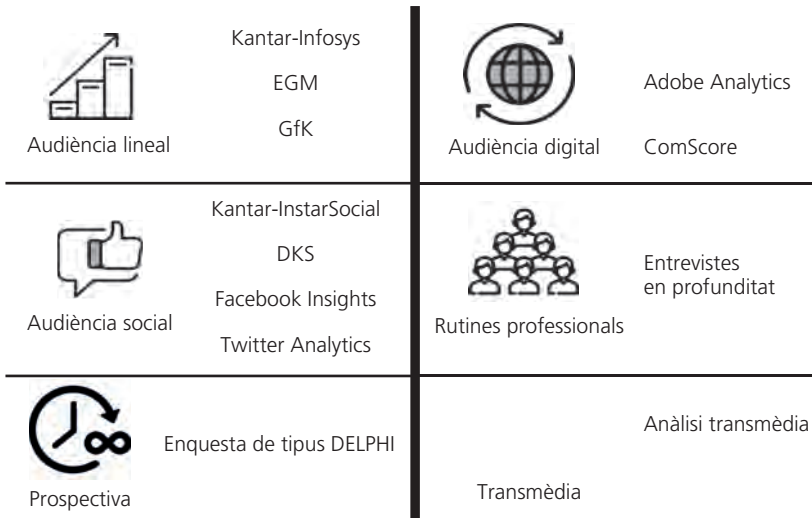 Kantar-Infosys
EGM
GfK
Audiència lineal
Adobe Analytics
Audiència digital
ComScore
Kantar-InstarSocial
DKS
Facebook Insights
Twitter Analytics
Audiència social
Entrevistes
en profunditat
Rutines professionals
Enquesta de tipus DELPHI
Prospectiva
Anàlisi transmèdia
Transmèdia